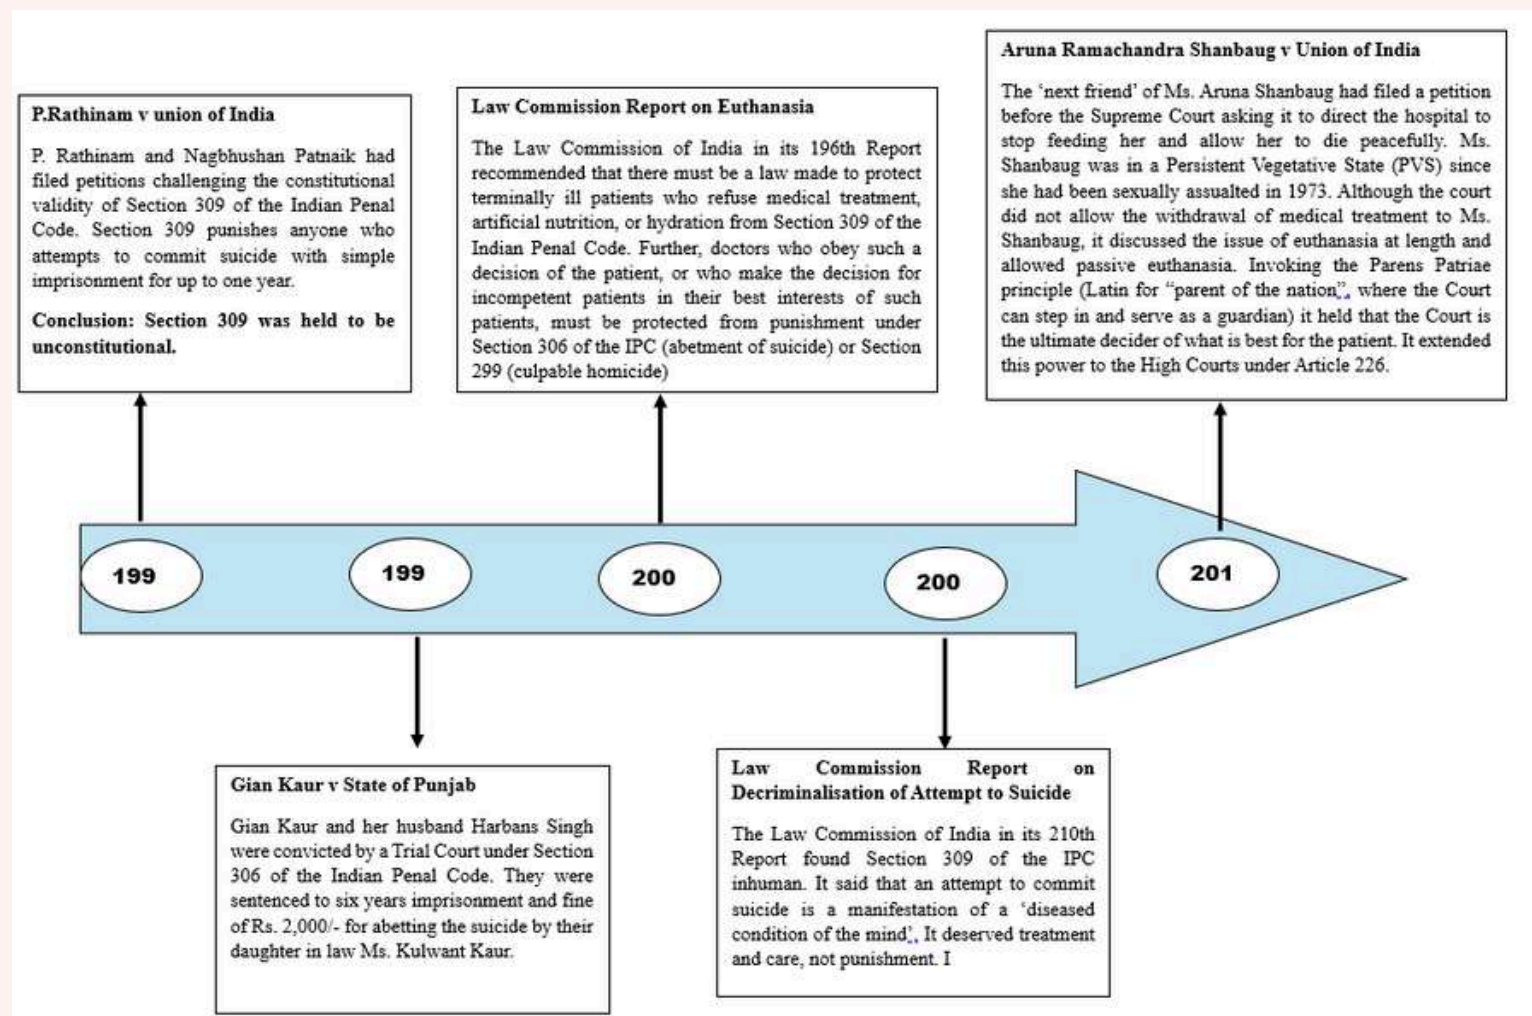 P.Rathinam v union of India
P. Rathinam and Nagbhushan Patnaik had
filed petitions challenging the constitutional
validity of Section 309 of the Indian Penal
Code. Section 309 punishes anyone who
attempts to commit suicide with simple
imprisonment for up to one year.
Conclusion: Section 309 was held to be
unconstitutional.
Law Commission Report on Euthanasia
The Law Commission of India in its 196th Report
recommended that there must be a law made to protect
terminally ill patients who refuse medical treatment,
artificial nutrition, or hydration from Section 309 of the
Indian Penal Code. Further, doctors who obey such a
decision of the patient, or who make the decision for
incompetent patients in their best interests of such
patients, must be protected from punishment under
Section 306 of the IPC (abetment of suicide) or Section
299 (culpable homicide)
Aruna Ramachandra Shanbaug v Union of India
The ‘next friend’ of Ms. Aruna Shanbaug had filed a petition
before the Supreme Court asking it to direct the hospital to
stop feeding her and allow her to die peacefully. Ms.
Shanbaug was in a Persistent Vegetative State (PVS) since
she had been sexually assualted in 1973. Although the court
did not allow the withdrawal of medical treatment to Ms.
Shanbaug, it discussed the issue of euthanasia at length and
allowed passive euthanasia. Invoking the Parens Patriae
principle (Latin for “parent of the nation”, where the Court
can step in and serve as a guardian) it held that the Court is
the ultimate decider of what is best for the patient. It extended
this power to the High Courts under Article 226.
199
199
200
200
201
Gian Kaur v State of Punjab
Gian Kaur and her husband Harbans Singh
were convicted by a Trial Court under Section
306 of the Indian Penal Code. They were
sentenced to six years imprisonment and fine
of Rs. 2,000/- for abetting the suicide by their
daughter in law Ms. Kulwant Kaur.
Law Commission Report on
Decriminalisation of Attempt to Suicide
The Law Commission of India in its 210th
Report found Section 309 of the IPC
inhuman. It said that an attempt to commit
suicide is a manifestation of a ‘diseased
condition of the mind’. It deserved treatment
and care, not punishment. I